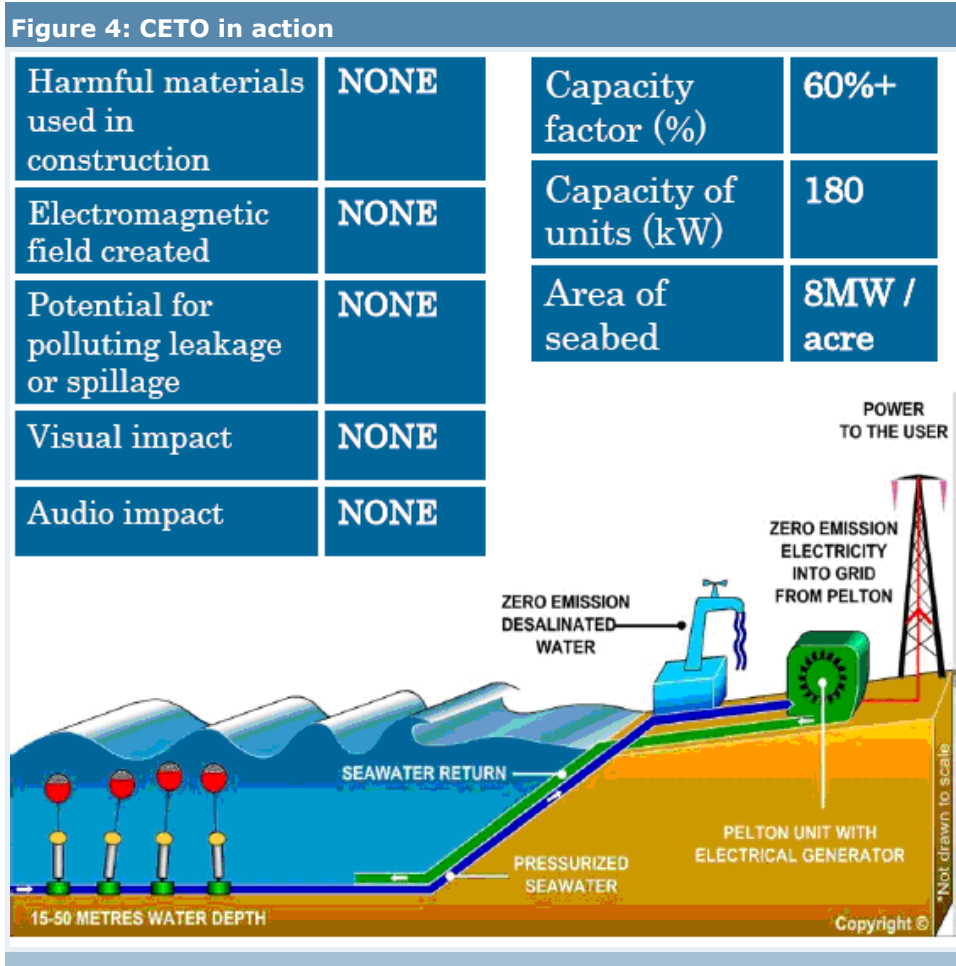 Figure 4: CETO in action
Harmful materials
used in
construction
NONE
Electromagnetic
field created
NONE
Potential for
polluting leakage
or spillage
NONE
Visual impact
NONE
Audio impact
NONE
Capacity
factor (%)
60%+
Capacity of
units (kW)
180
Area of
seabed
8MW /
acre
POWER
TO THE USER
ZERO EMISSION
ELECTRICITY
INTO GRID
FROM PELTON
ZERO EMISSION
DESALINATED
WATER
SEAWATER RETURN
PRESSURIZED
SEAWATER
PELTON UNIT WITH
ELECTRICAL GENERATOR
15-50 METRES WATER DEPTH
Copyright ©
*Not drawn to scale